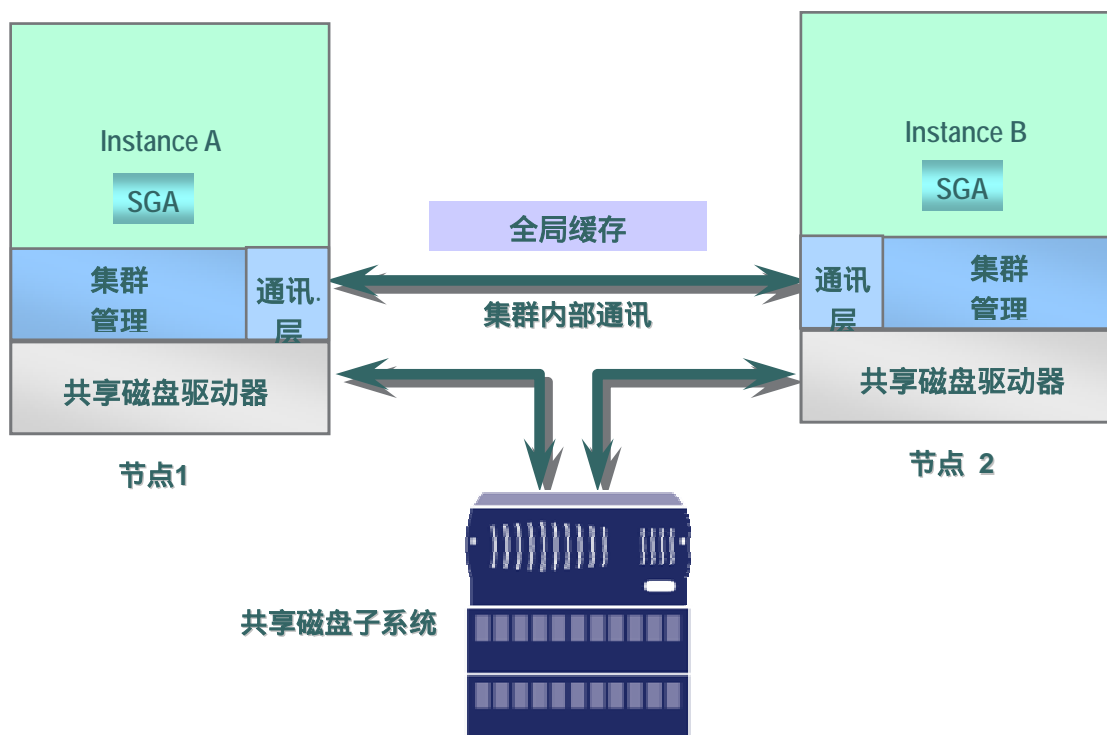 Instance A
SGA
集群
管理
通讯.
层
共享磁盘驱动器
节点1
全局缓存
集群内部通讯
Instance B
SGA
通讯
层
集群
管理
共享磁盘驱动器
节点 2
共享磁盘子系统